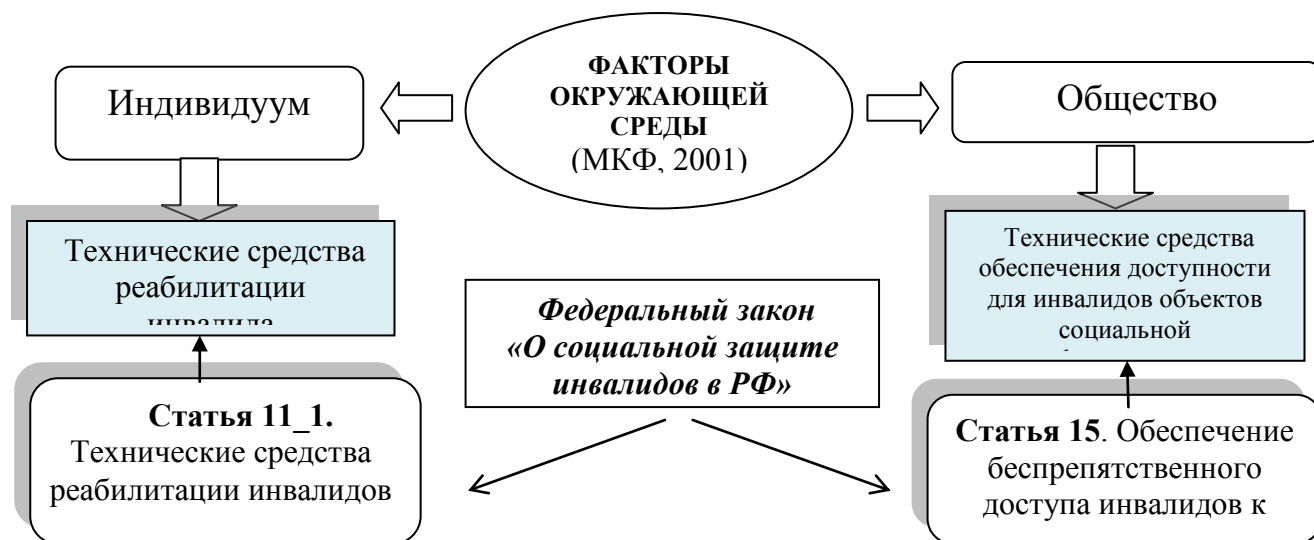 ФАКТОРЫ
ОКРУЖАЮЩЕЙ
СРЕДЫ
(МКФ, 2001)
Индивидуум
Общество
Технические средства
реабилитации
инвалида
Технические средства
обеспечения доступности
для инвалидов объектов
социальной
Федеральный закон
«О социальной защите
инвалидов в РФ»
Статья 11_1.
Технические средства
реабилитации инвалидов
Статья 15. Обеспечение
беспрепятственного
доступа инвалидов к